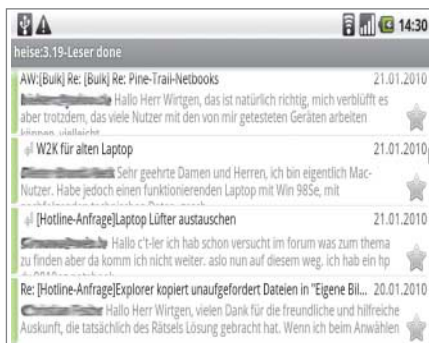 14:30
heise:3.19-Leser done
AW:[Bulk] Re: [Bulk] Re: Pine-Trail-Netbooks 21.01.2010
Hallo Herr Wirtgen, das ist natürlich richtig, mich verblüfft es
aber trotzdem, das viele Nutzer mit den von mir getesteten Geräten arbeiten
können, vielleicht
W2K für alten Laptop 21.01.2010
Sehr geehrte Damen und Herren, ich bin eigentlich Mac-
Nutzer. Habe jedoch einen funktionierenden Laptop mit Win 98Se, mit
[Hotline-Anfrage]Laptop Lüfter austauschen 21.01.2010
Hallo c't-ler ich hab schon versucht im forum was zum thema
zu finden aber da komm ich nicht weiter. aslo nun auf diesem weg. ich hab ein hp
Re: [Hotline-Anfrage]Explorer kopiert unaufgefordert Dateien in "Eigene Bil... 20.01.2010
Hallo Herr Wirtgen, vielen Dank für die freundliche und hilfreiche
Auskunft, die tatsächlich des Rätsels Lösung gebracht hat. Wenn ich beim Anwählen